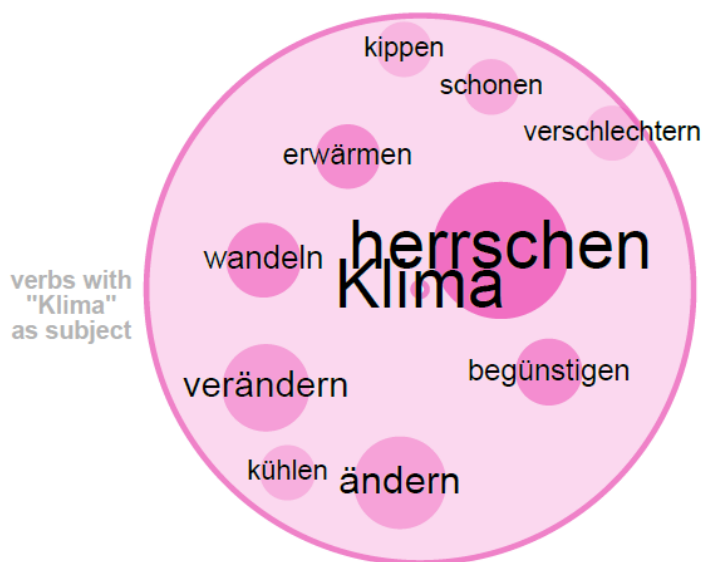 kippen
schonen
verschlechtern
erwärmen
herrschen
wandeln
Klima
verbs with
"Klima"
as subject
begünstigen
verändern
kühlen
ändern